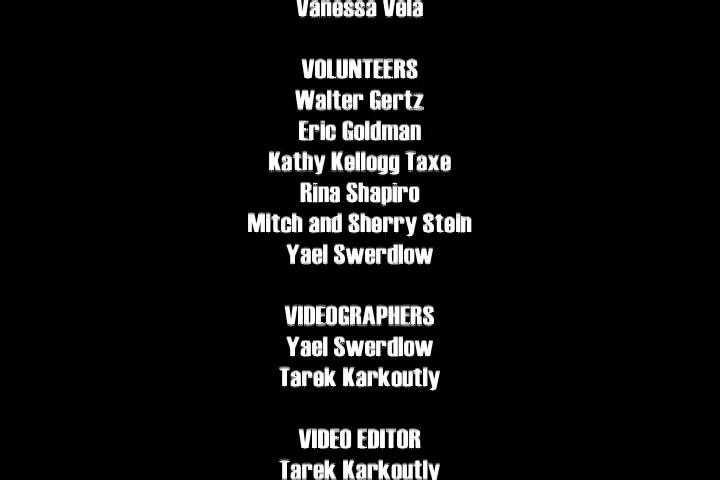 Vanessa Vela
VOLUNTEERS
Walter Gertz
Eric Goldman
Kathy Kellogg Taxe
Rina Shapiro
Mitch and Sherry Stein
Yael Swerdlow
VIDEOGRAPHERS
Yael Swerdlow
Tarek Karkoutly
VIDEO EDITOR
Tarek Karkoutly